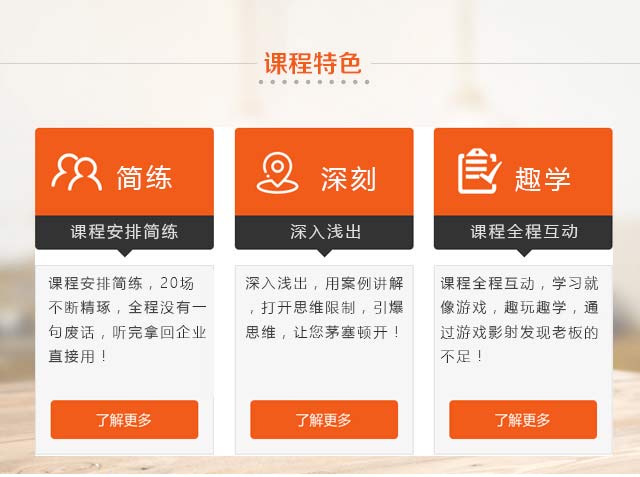 课程特色
简练
课程安排简练
课程安排简练，20场
不断精琢，全程没有一
句废话，听完拿回企业
直接用！
了解更多
深刻
深入浅出
深入浅出，用案例讲解
，打开思维限制，引爆
思维，让您茅塞顿开！
了解更多
趣学
课程全程互动
课程全程互动，学习就
像游戏，趣玩趣学，通
过游戏影射发现老板的
不足！
了解更多